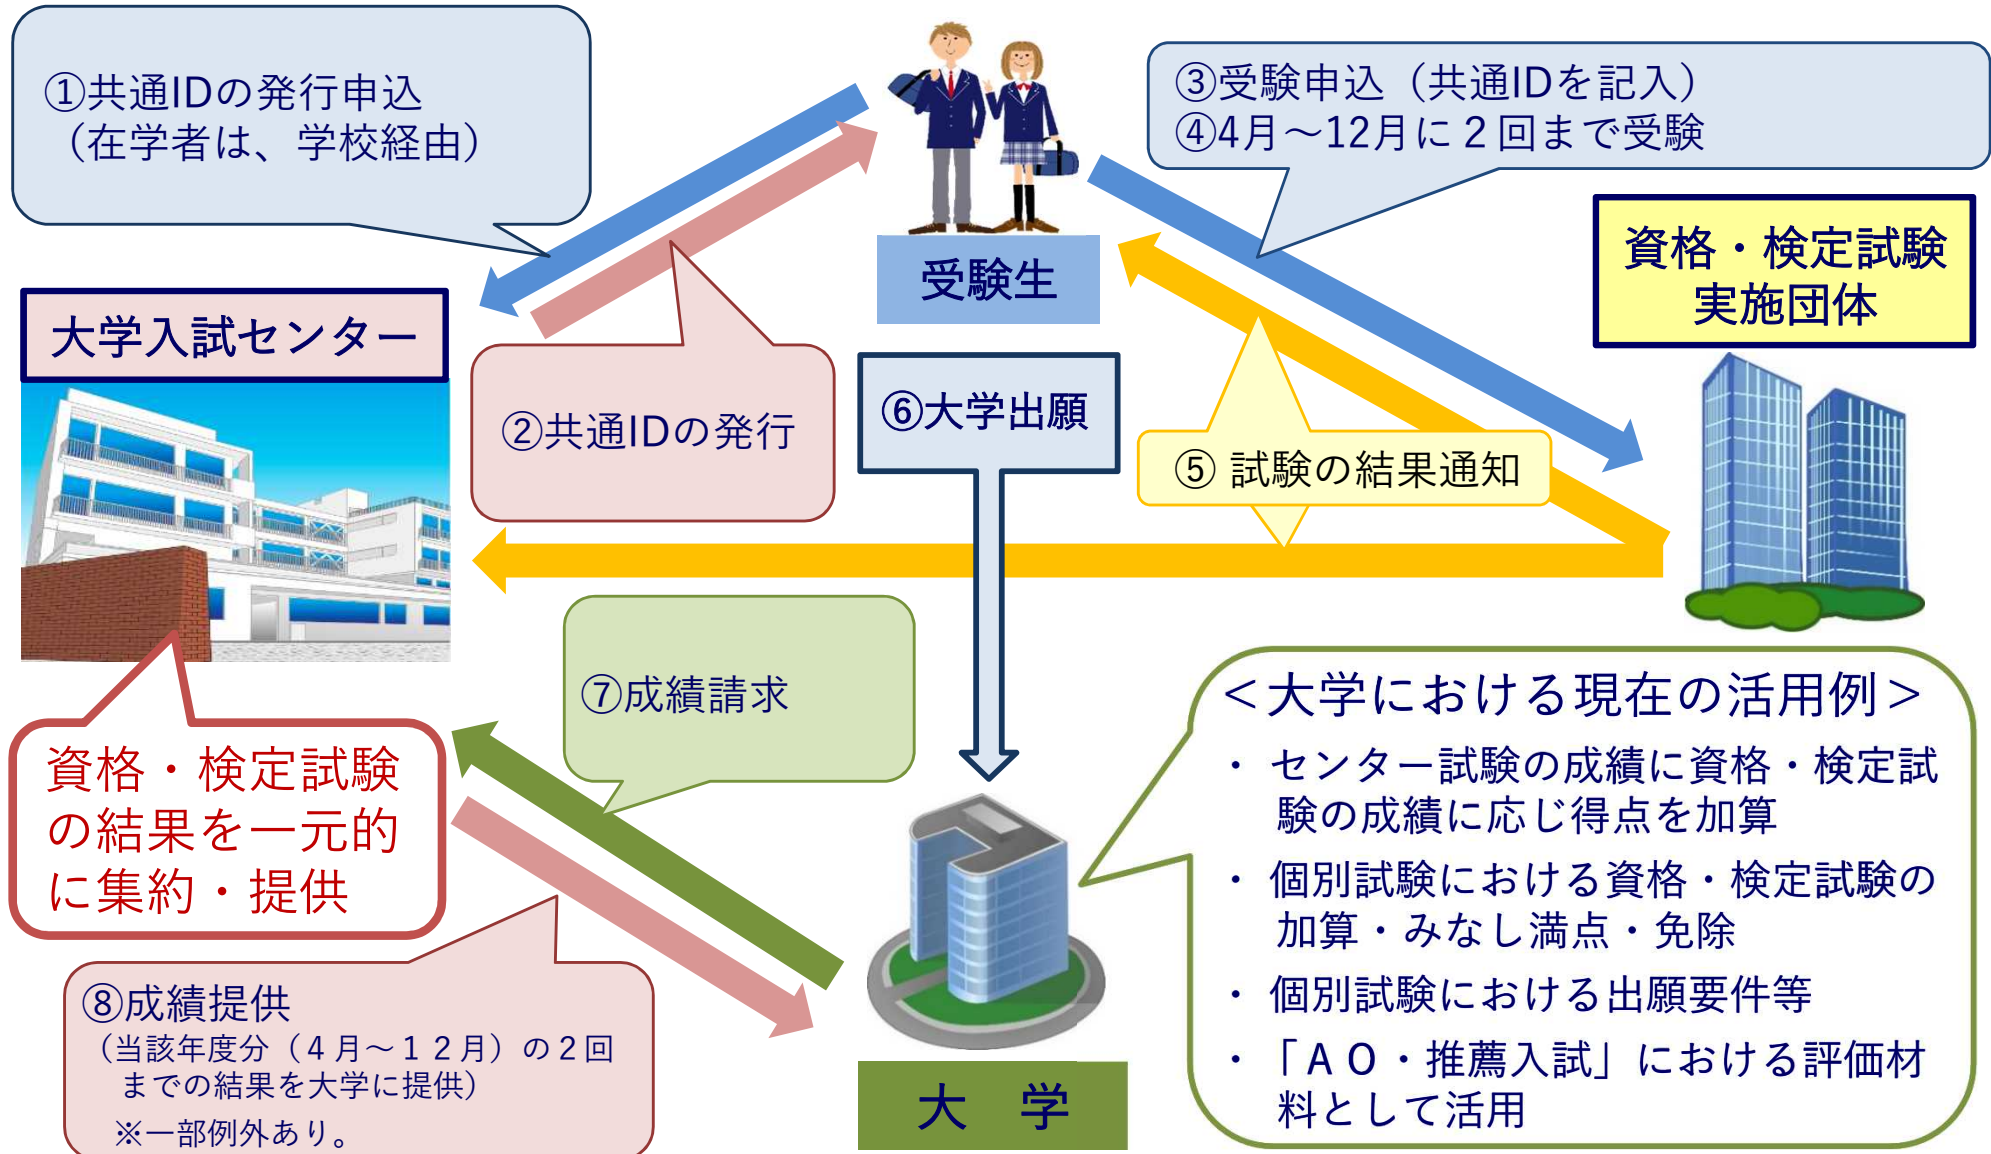 ①共通IDの発行申込
（在学者は、学校経由）
③受験申込（共通IDを記入）
④4月～12月に２回まで受験
受験生
資格・検定試験
実施団体
大学入試センター
②共通IDの発行
⑥大学出願
⑤ 試験の結果通知
⑦成績請求
資格・検定試験
の結果を一元的
に集約・提供
⑧成績提供
（当該年度分（４月～１２月）の２回
までの結果を大学に提供）
※一部例外あり。
大　学
＜大学における現在の活用例＞
・ センター試験の成績に資格・検定試
験の成績に応じ得点を加算
・ 個別試験における資格・検定試験の
加算・みなし満点・免除
・ 個別試験における出願要件等
・「ＡＯ・推薦入試」における評価材
料として活用